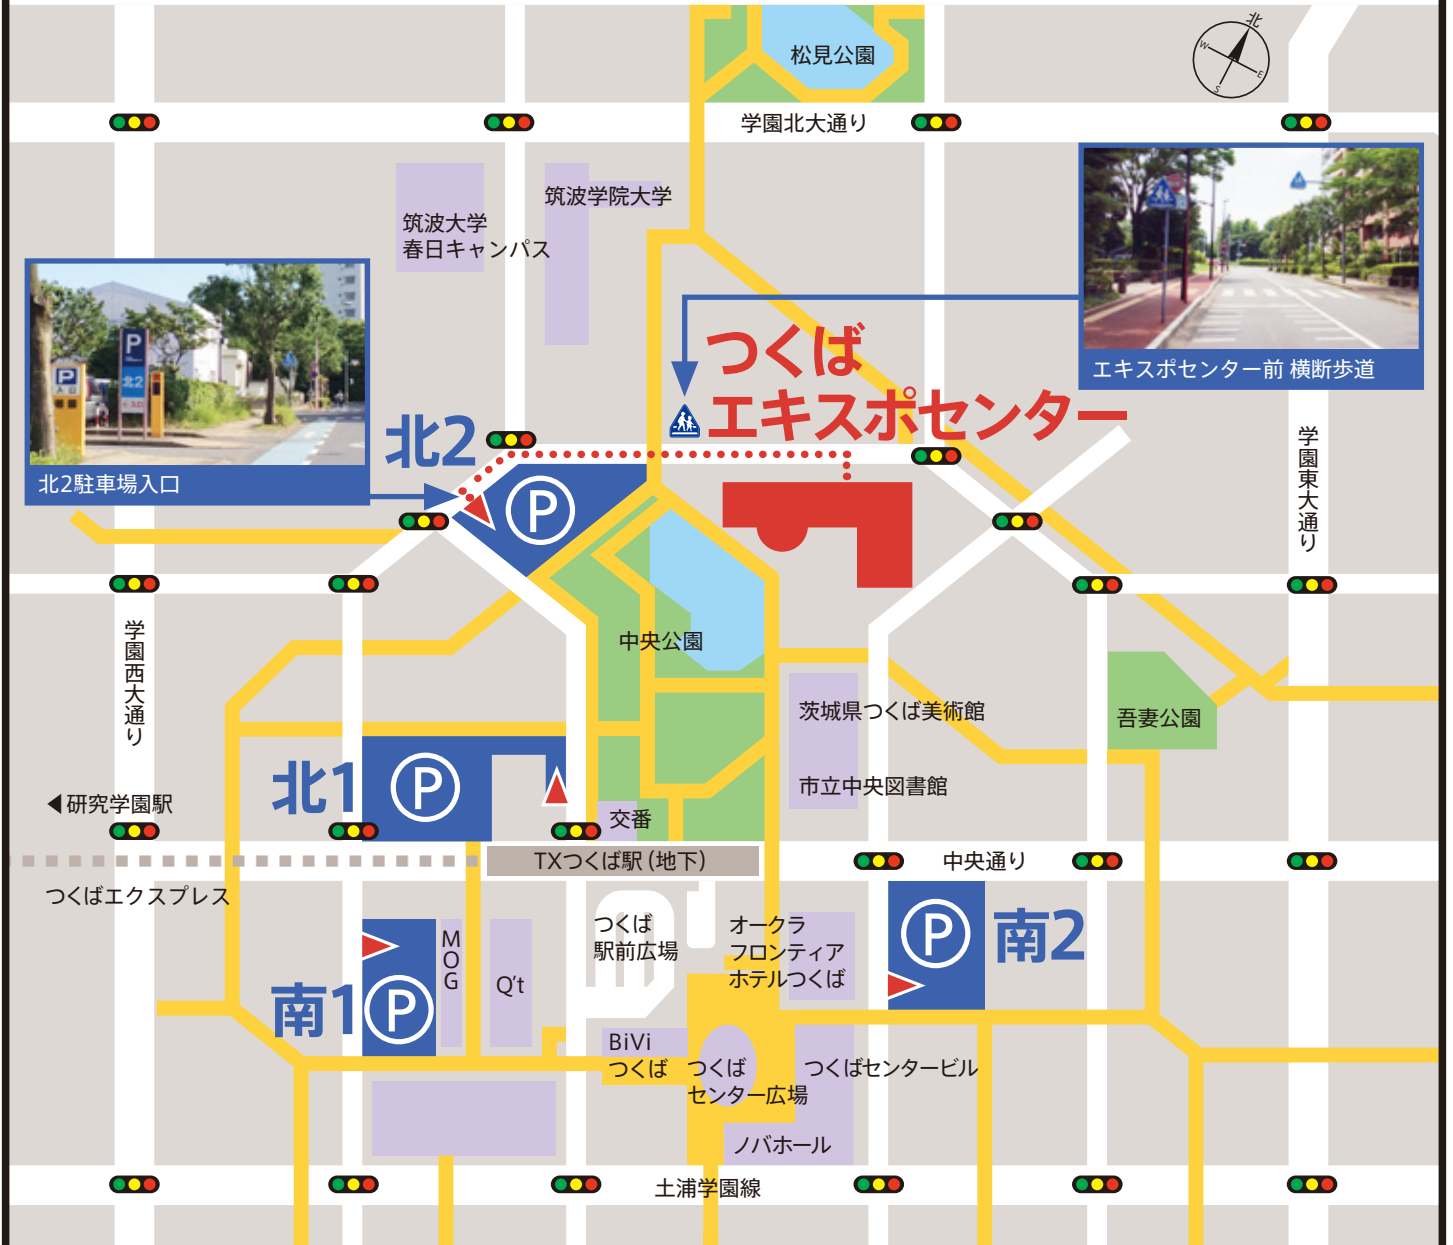 松見公園
北
W
E
S
学園北大通り
筑波学院大学
筑波大学
春日キャンパス
つくば
エキスポセンター
エキスポセンター前 横断歩道
P
北2
北2駐車場入口
北2
P
学園東大通り
学園西大通り
中央公園
茨城県つくば美術館
吾妻公園
市立中央図書館
北1
P
研究学園駅
交番
TXつくば駅(地下)
中央通り
つくばエクスプレス
MOG
Q't
つくば
駅前広場
オークラ
フロンティア
ホテルつくば
P
南2
南1
P
BiVi
つくば
つくば
センター広場
つくばセンタービル
ノバホール
土浦学園線